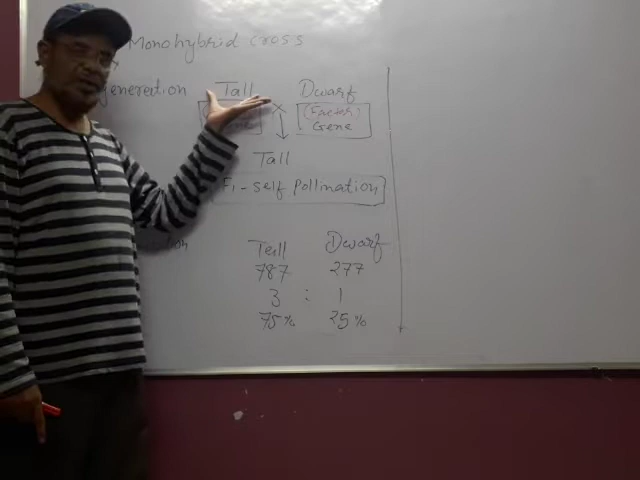 Monohybrid cross
generation Tall Dwarf
× (Factor)
Gene
Tall
F1 - self Pollination
Tall Dwarf
787 277
3 : 1
75% 25%